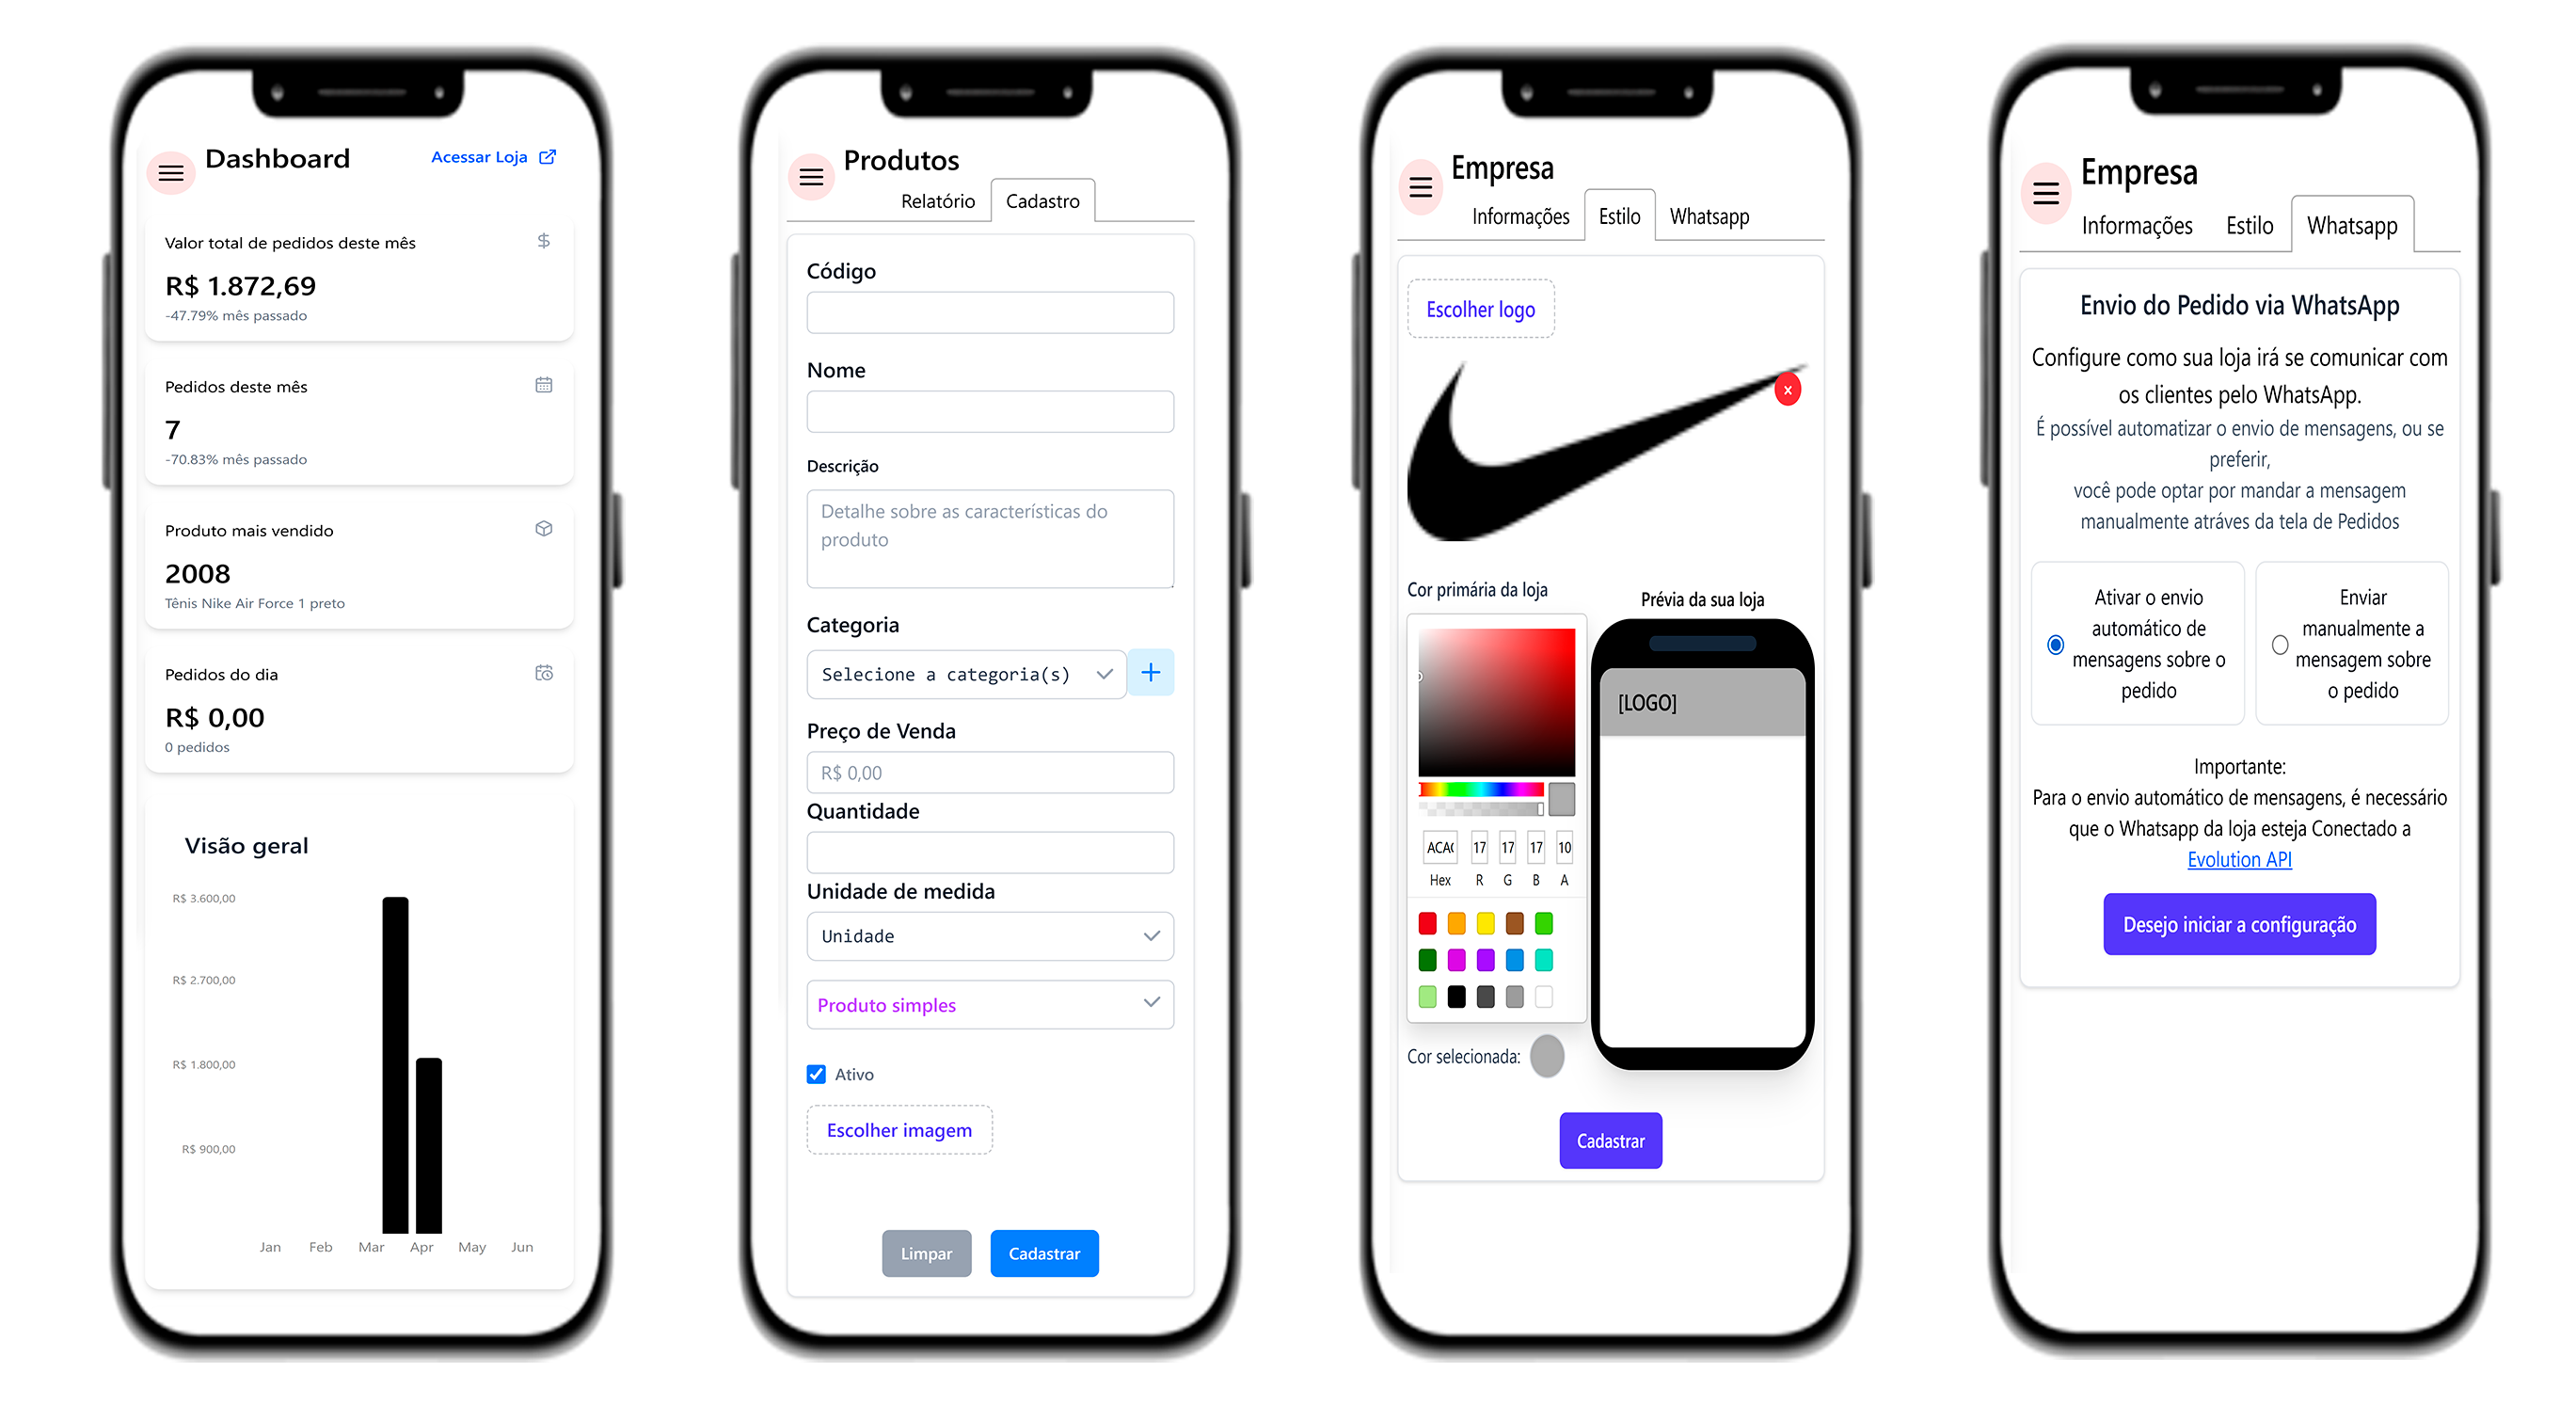 Dashboard
Acessar Loja
Valor total de pedidos deste mês
R$ 1.872,69
-47.79% mês passado
Pedidos deste mês
7
-70.83% mês passado
Produto mais vendido
2008
Tênis Nike Air Force 1 preto
Pedidos do dia
R$ 0,00
0 pedidos
Visão geral
R$ 3.600,00
R$ 2.700,00
R$ 1.800,00
R$ 900,00
Jan Feb Mar Apr May Jun
Produtos
Relatório Cadastro
Código
Nome
Descrição
Detalhe sobre as características do
produto
Categoria
Selecione a categoria(s)
Preço de Venda
R$ 0,00
Quantidade
Unidade de medida
Unidade
Produto simples
Ativo
Escolher imagem
Limpar Cadastrar
Empresa
Informações Estilo Whatsapp
Escolher logo
Cor primária da loja
Prévia da sua loja
[LOGO]
17 17 17 10
Hex R G B A
Cor selecionada:
Cadastrar
Empresa
Informações Estilo Whatsapp
Envio do Pedido via WhatsApp
Configure como sua loja irá se comunicar com
os clientes pelo WhatsApp.
É possível automatizar o envio de mensagens, ou se
preferir,
você pode optar por mandar a mensagem
manualmente atráves da tela de Pedidos
Ativar o envio
automático de
mensagens sobre o
pedido
Enviar
manualmente a
mensagem sobre
o pedido
Importante:
Para o envio automático de mensagens, é necessário
que o Whatsapp da loja esteja Conectado a
Evolution API
Desejo iniciar a configuração